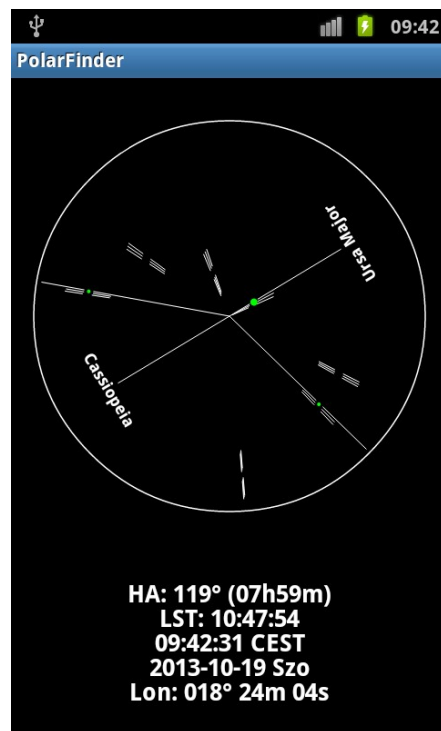 09:42
PolarFinder
Ursa Major
Cassiopeia
HA: 119° (07h59m)
LST: 10:47:54
09:42:31 CEST
2013-10-19 Szo
Lon: 018° 24m 04s